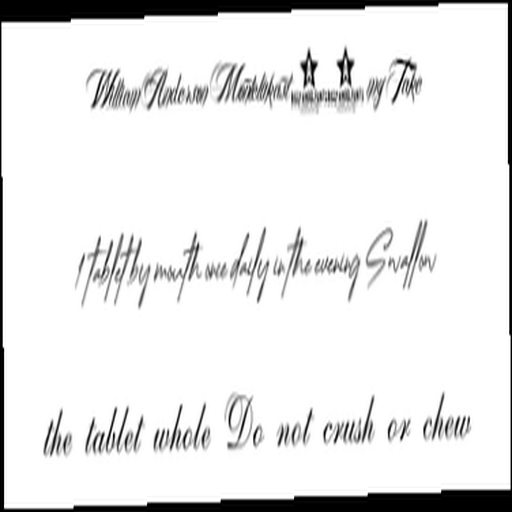 William Anderson Montelukast mg Take
1 tablet by mouth once daily in the evening Swallow
the tablet whole Do not crush or chew